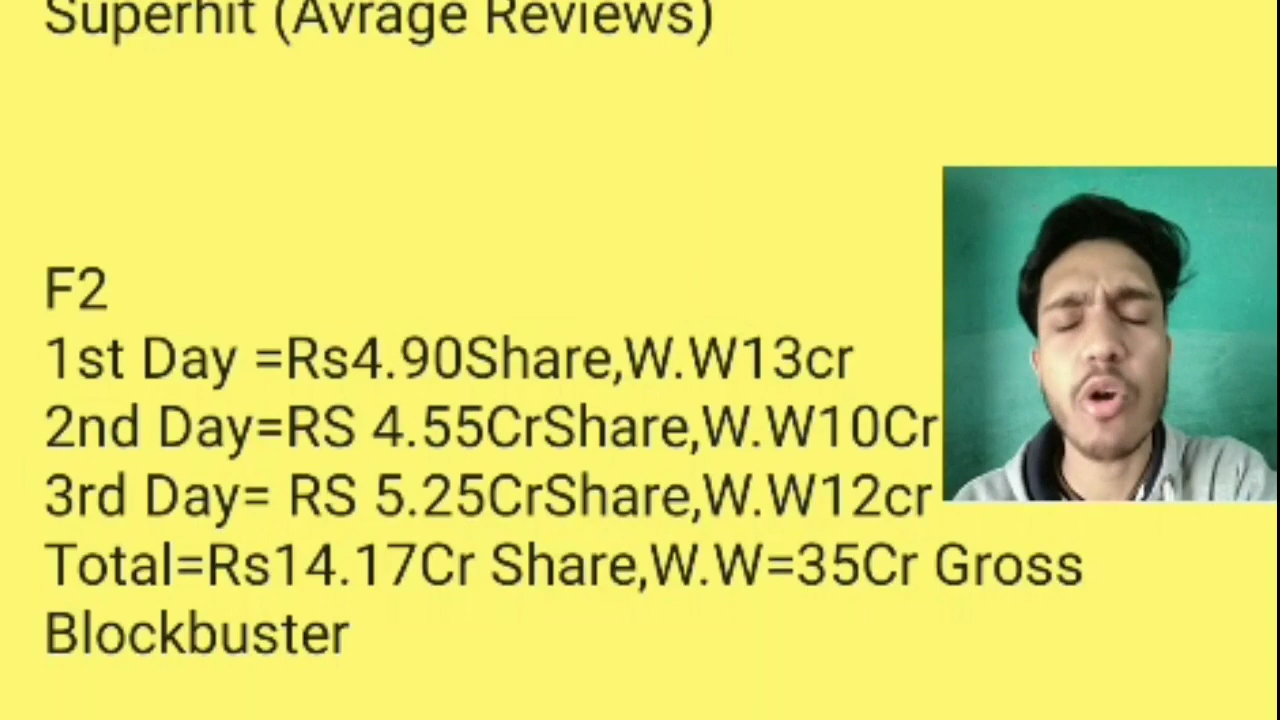 Superhit (Avrage Reviews)
F2
1st Day =Rs4.90Share,W.W13cr
2nd Day=RS 4.55CrShare,W.W10Cr
3rd Day= RS 5.25CrShare,W.W12cr
Total=Rs14.17Cr Share,W.W=35Cr Gross
Blockbuster